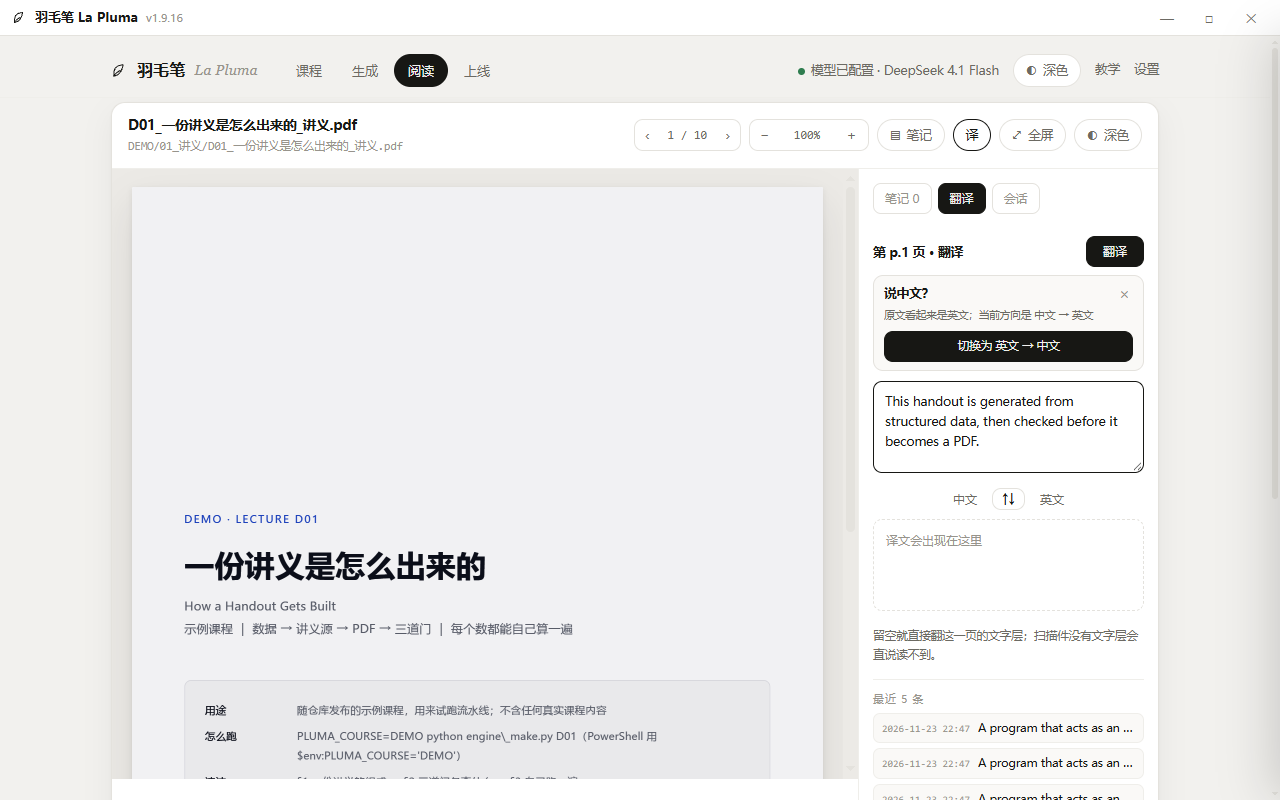 羽毛笔 La Pluma v1.9.16
羽毛笔 La Pluma 课程 生成 阅读 上线
模型已配置 · DeepSeek 4.1 Flash 深色 教学 设置
D01_一份讲义是怎么出来的_讲义.pdf
DEMO/01_讲义/D01_一份讲义是怎么出来的_讲义.pdf
‹ 1 / 10 › − 100% + 笔记 译 全屏 深色
DEMO · LECTURE D01
一份讲义是怎么出来的
How a Handout Gets Built
示例课程 | 数据 → 讲义源 → PDF → 三道门 | 每个数都能自己算一遍
用途 随仓库发布的示例课程，用来试跑流水线；不含任何真实课程内容
怎么跑 PLUMA_COURSE=DEMO python engine\_make.py D01（PowerShell 用
$env:PLUMA_COURSE='DEMO'）
笔记 0 翻译 会话
第 p.1 页 • 翻译 翻译
说中文？ ×
原文看起来是英文；当前方向是 中文 → 英文
切换为 英文 → 中文
This handout is generated from
structured data, then checked before it
becomes a PDF.
中文 英文
译文会出现在这里
留空就直接翻这一页的文字层；扫描件没有文字层会
直说读不到。
最近 5 条
2026-11-23 22:47 A program that acts as an ...
2026-11-23 22:47 A program that acts as an ...
2026-11-23 22:47 A program that acts as an ...